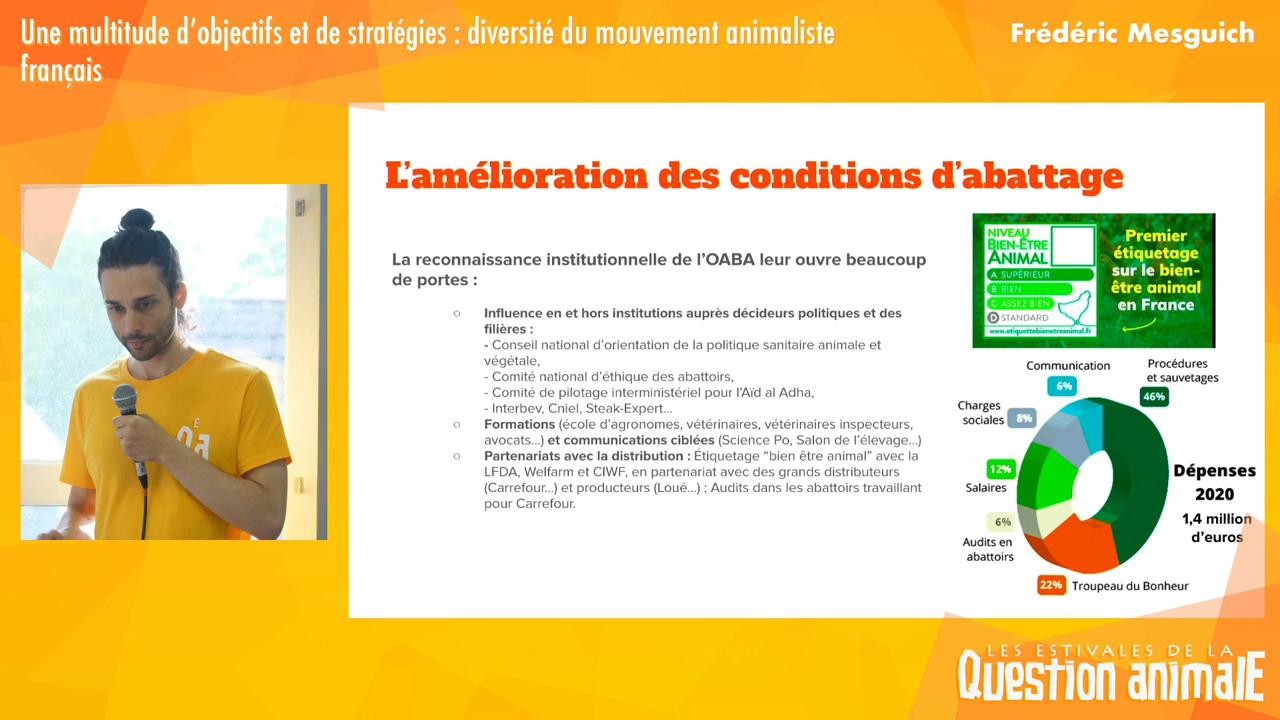 Une multitude d'objectifs et de stratégies : diversité du mouvement animaliste
français
Frédéric Mesguich
L'amélioration des conditions d'abattage
La reconnaissance institutionnelle de l'OABA leur ouvre beaucoup
de portes :
○ Influence en et hors institutions auprès décideurs politiques et des
filières :
- Conseil national d'orientation de la politique sanitaire animale et
végétale,
- Comité national d'éthique des abattoirs,
- Comité de pilotage interministériel pour l'Aïd al Adha,
- Interbev, Cniel, Steak-Expert...
○ Formations (école d'agronomes, vétérinaires, vétérinaires inspecteurs,
avocats...) et communications ciblées (Science Po, Salon de l'élevage...)
○ Partenariats avec la distribution : Étiquetage “bien être animal” avec la
LFDA, Welfarm et CIWF, en partenariat avec des grands distributeurs
(Carrefour...) et producteurs (Loué...) ; Audits dans les abattoirs travaillant
pour Carrefour.
NIVEAU
BIEN-ÊTRE
ANIMAL
A SUPÉRIEUR
B BIEN
C ASSEZ BIEN
D STANDARD
www.etiquettebienetreanimal.fr
Premier
étiquetage
sur le bien-
être animal
en France
Communication
6%
Procédures
et sauvetages
46%
Charges
sociales
8%
12%
Salaires
6%
Audits en
abattoirs
22%
Troupeau du Bonheur
Dépenses
2020
1,4 million
d'euros
LES ESTIVALES DE LA
QUESTION ANIMALE